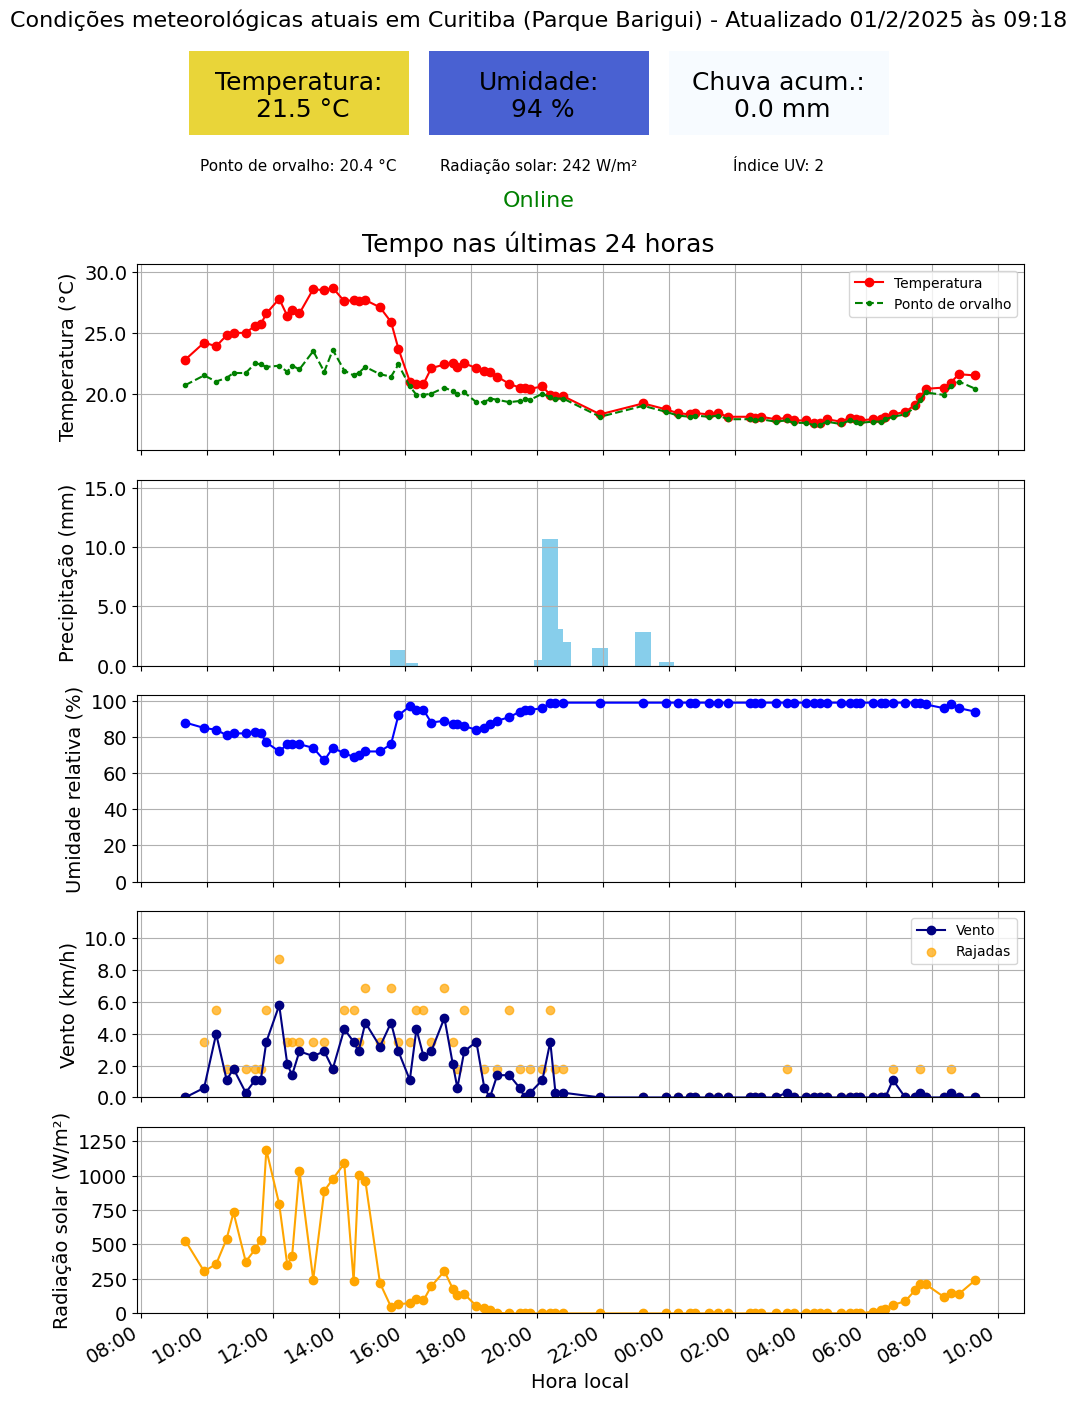 Condições meteorológicas atuais em Curitiba (Parque Barigui) - Atualizado 01/2/2025 às 09:18
Temperatura:
21.5 °C
Umidade:
94 %
Chuva acum.:
0.0 mm
Ponto de orvalho: 20.4 °C
Radiação solar: 242 W/m²
Índice UV: 2
Online
Tempo nas últimas 24 horas
Temperatura (°C)
30.0
25.0
20.0
Temperatura
Ponto de orvalho
Precipitação (mm)
15.0
10.0
5.0
0.0
Umidade relativa (%)
100
80
60
40
20
0
Vento (km/h)
10.0
8.0
6.0
4.0
2.0
0.0
Vento
Rajadas
Radiação solar (W/m²)
1250
1000
750
500
250
0
08:00
10:00
12:00
14:00
16:00
18:00
20:00
22:00
00:00
02:00
04:00
06:00
08:00
10:00
Hora local